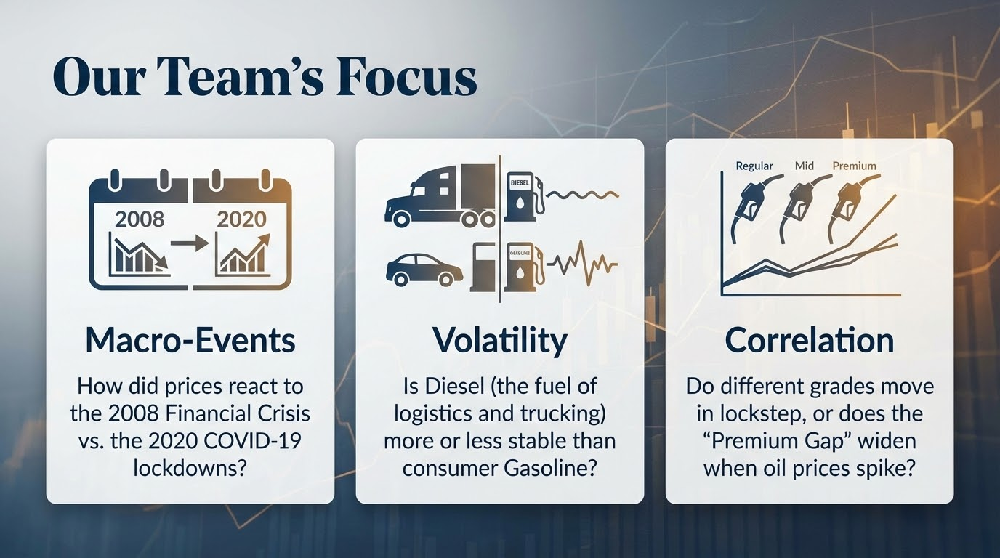 Our Team’s Focus
2008
2020
Macro-Events
How did prices react to
the 2008 Financial Crisis
vs. the 2020 COVID-19
lockdowns?
DIESEL
GASOLINE
Volatility
Is Diesel (the fuel of
logistics and trucking)
more or less stable than
consumer Gasoline?
Regular Mid Premium
Correlation
Do different grades move
in lockstep, or does the
“Premium Gap” widen
when oil prices spike?